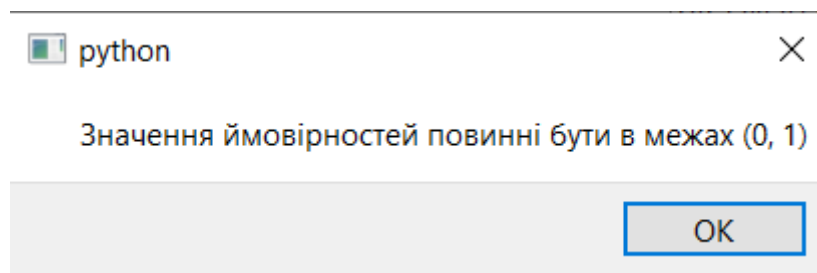 python
Значення ймовірностей повинні бути в межах (0, 1)
OK